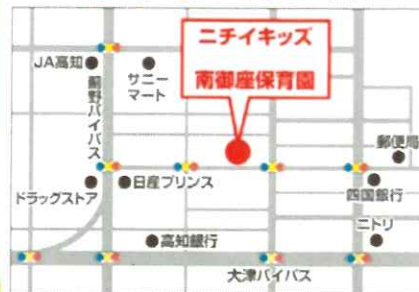 ニチイキッズ
南御座保育園
JA高知
サニー
マート
薊野バイパス
郵便局
ドラッグストア
日産プリンス
四国銀行
高知銀行
ニトリ
大津バイパス